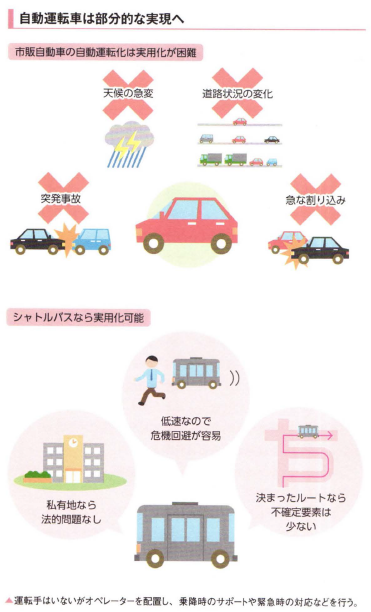 自動運転車は部分的な実現へ
市販自動車の自動運転化は実用化が困難
天候の急変
道路状況の変化
突発事故
急な割り込み
シャトルバスなら実用化可能
低速なので
危機回避が容易
私有地なら
法的問題なし
決まったルートなら
不確定要素は
少ない
▲運転手はいないがオペレーターを配置し、乗降時のサポートや緊急時の対応などを行う。